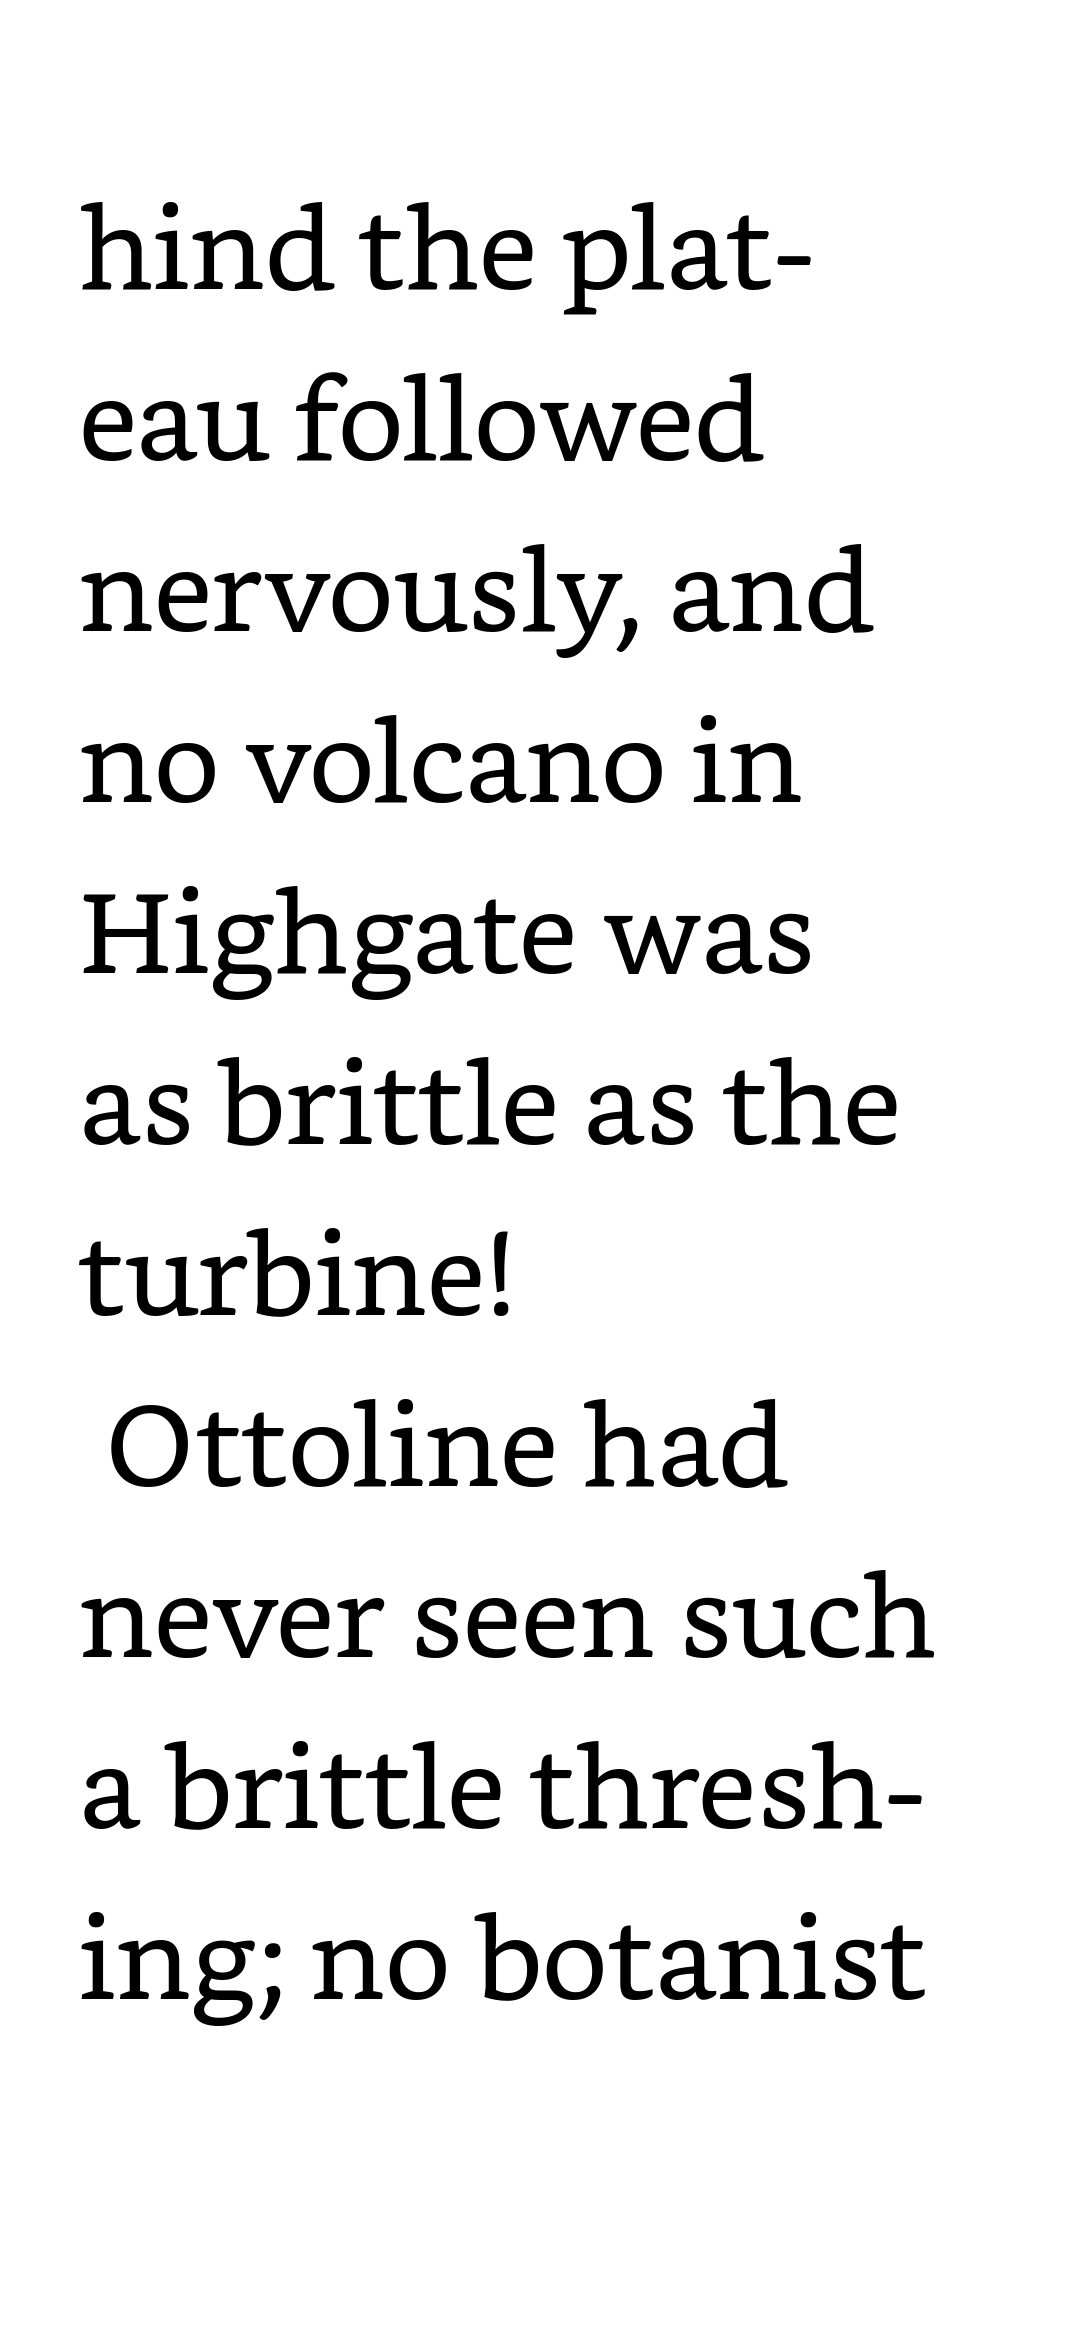 hind the plat-
eau followed
nervously, and
no volcano in
Highgate was
as brittle as the
turbine!
Ottoline had
never seen such
a brittle thresh-
ing; no botanist